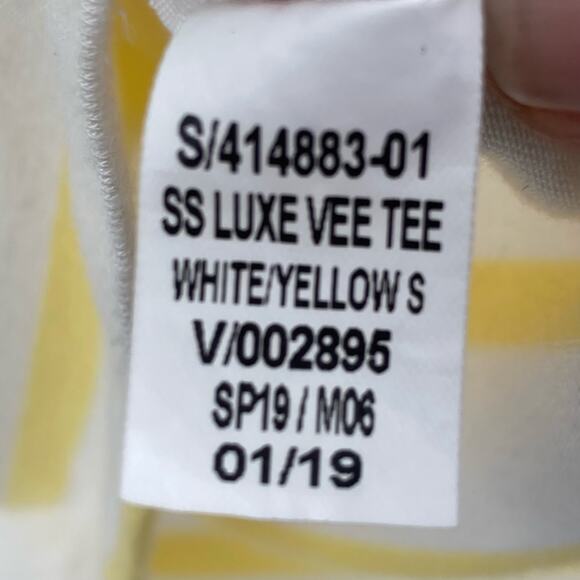 S/414883-01
SS LUXE VEE TEE
WHITE/YELLOW S
V/002895
SP19 / M06
01/19